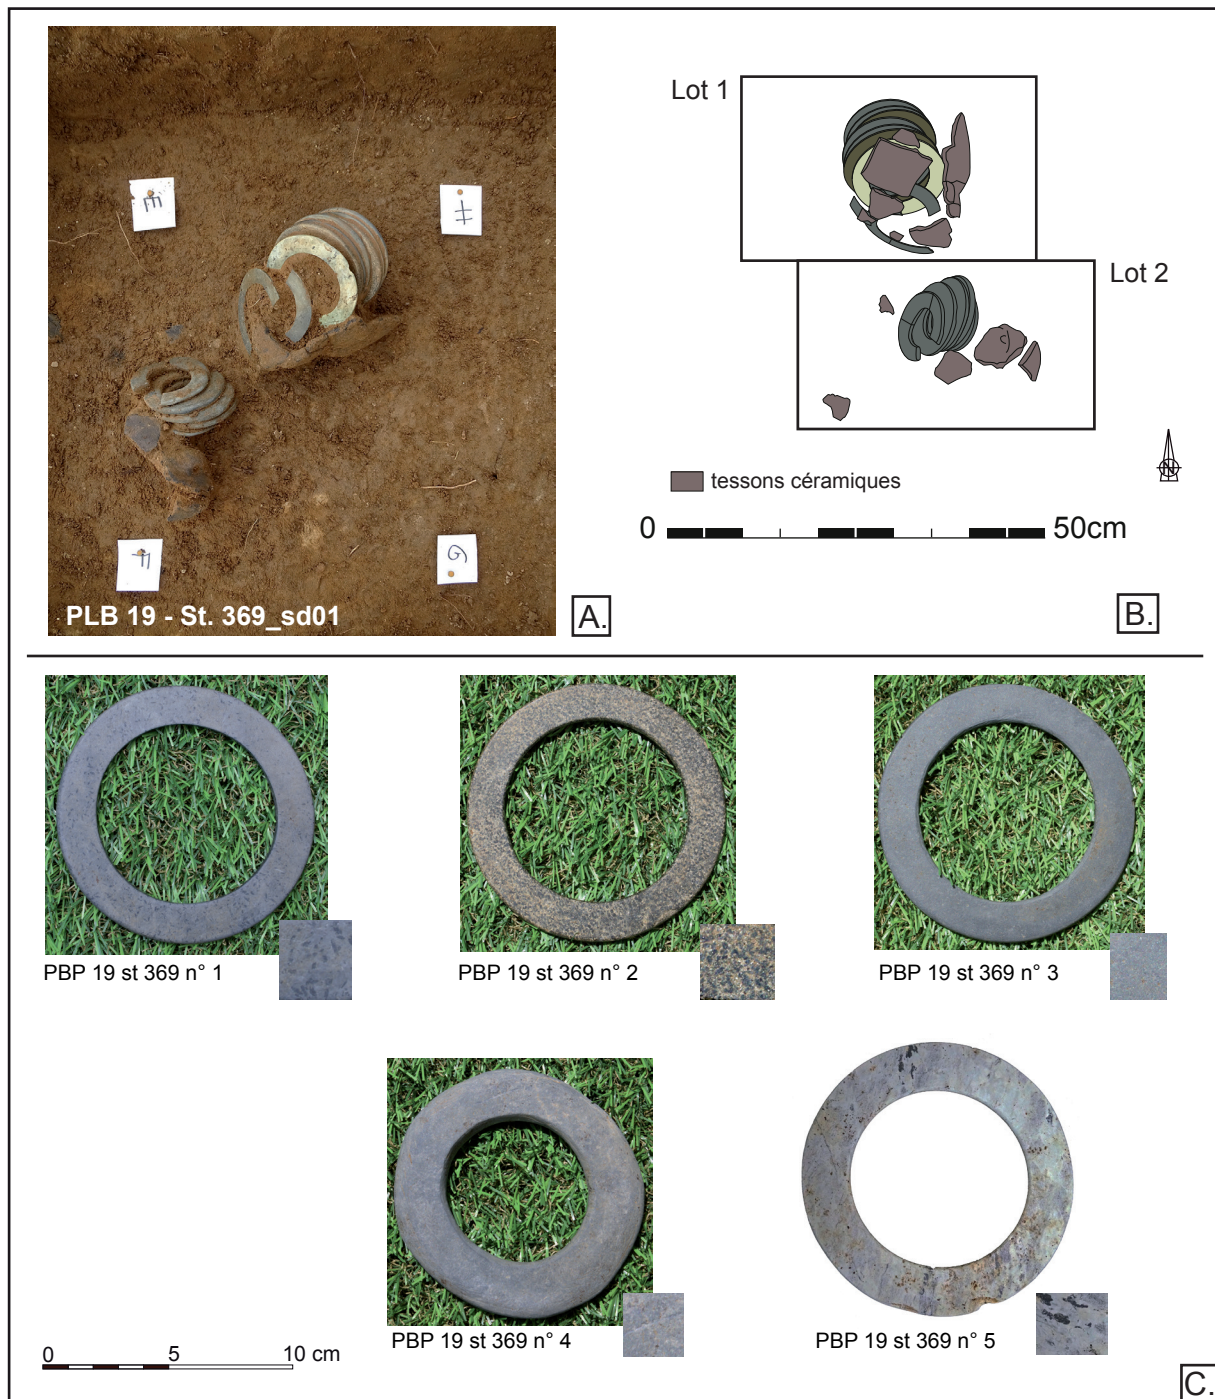 E
H
F
G
PLB 19 - St. 369_sd01
A.
Lot 1
Lot 2
N
tessons céramiques
0 50cm
B.
PBP 19 st 369 n° 1
PBP 19 st 369 n° 2
PBP 19 st 369 n° 3
PBP 19 st 369 n° 4
PBP 19 st 369 n° 5
0 5 10 cm
C.